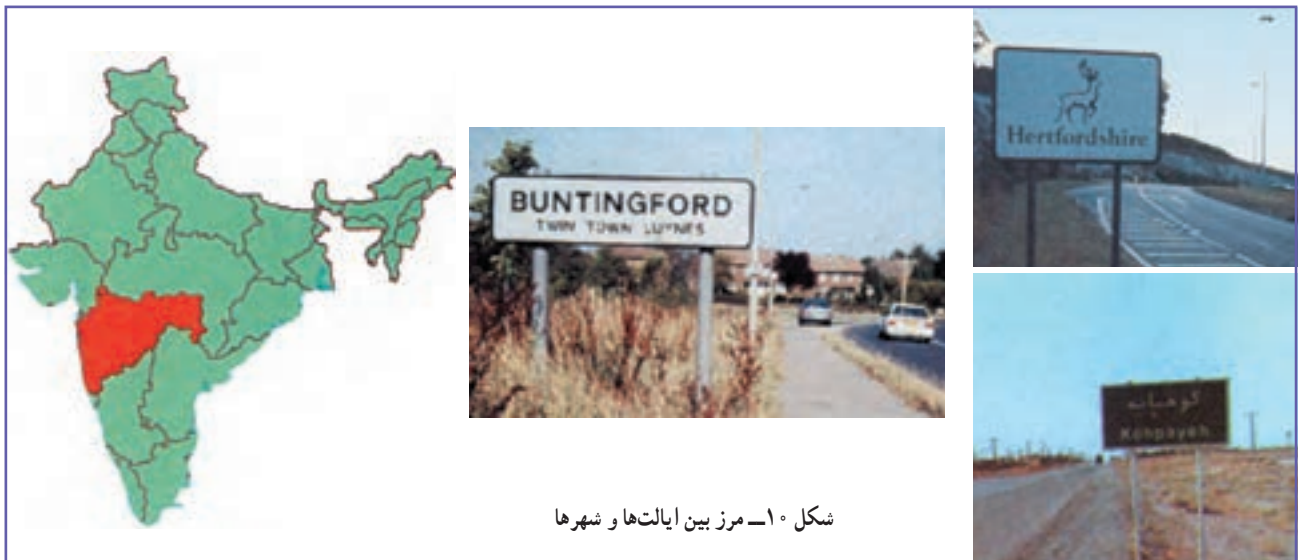 BUNTINGFORD
TWIN TOWN LUYNES
Hertfordshire
کوهپایه
Kohpayeh
شکل ۱۰ــ مرز بین ایالت‌ها و شهرها